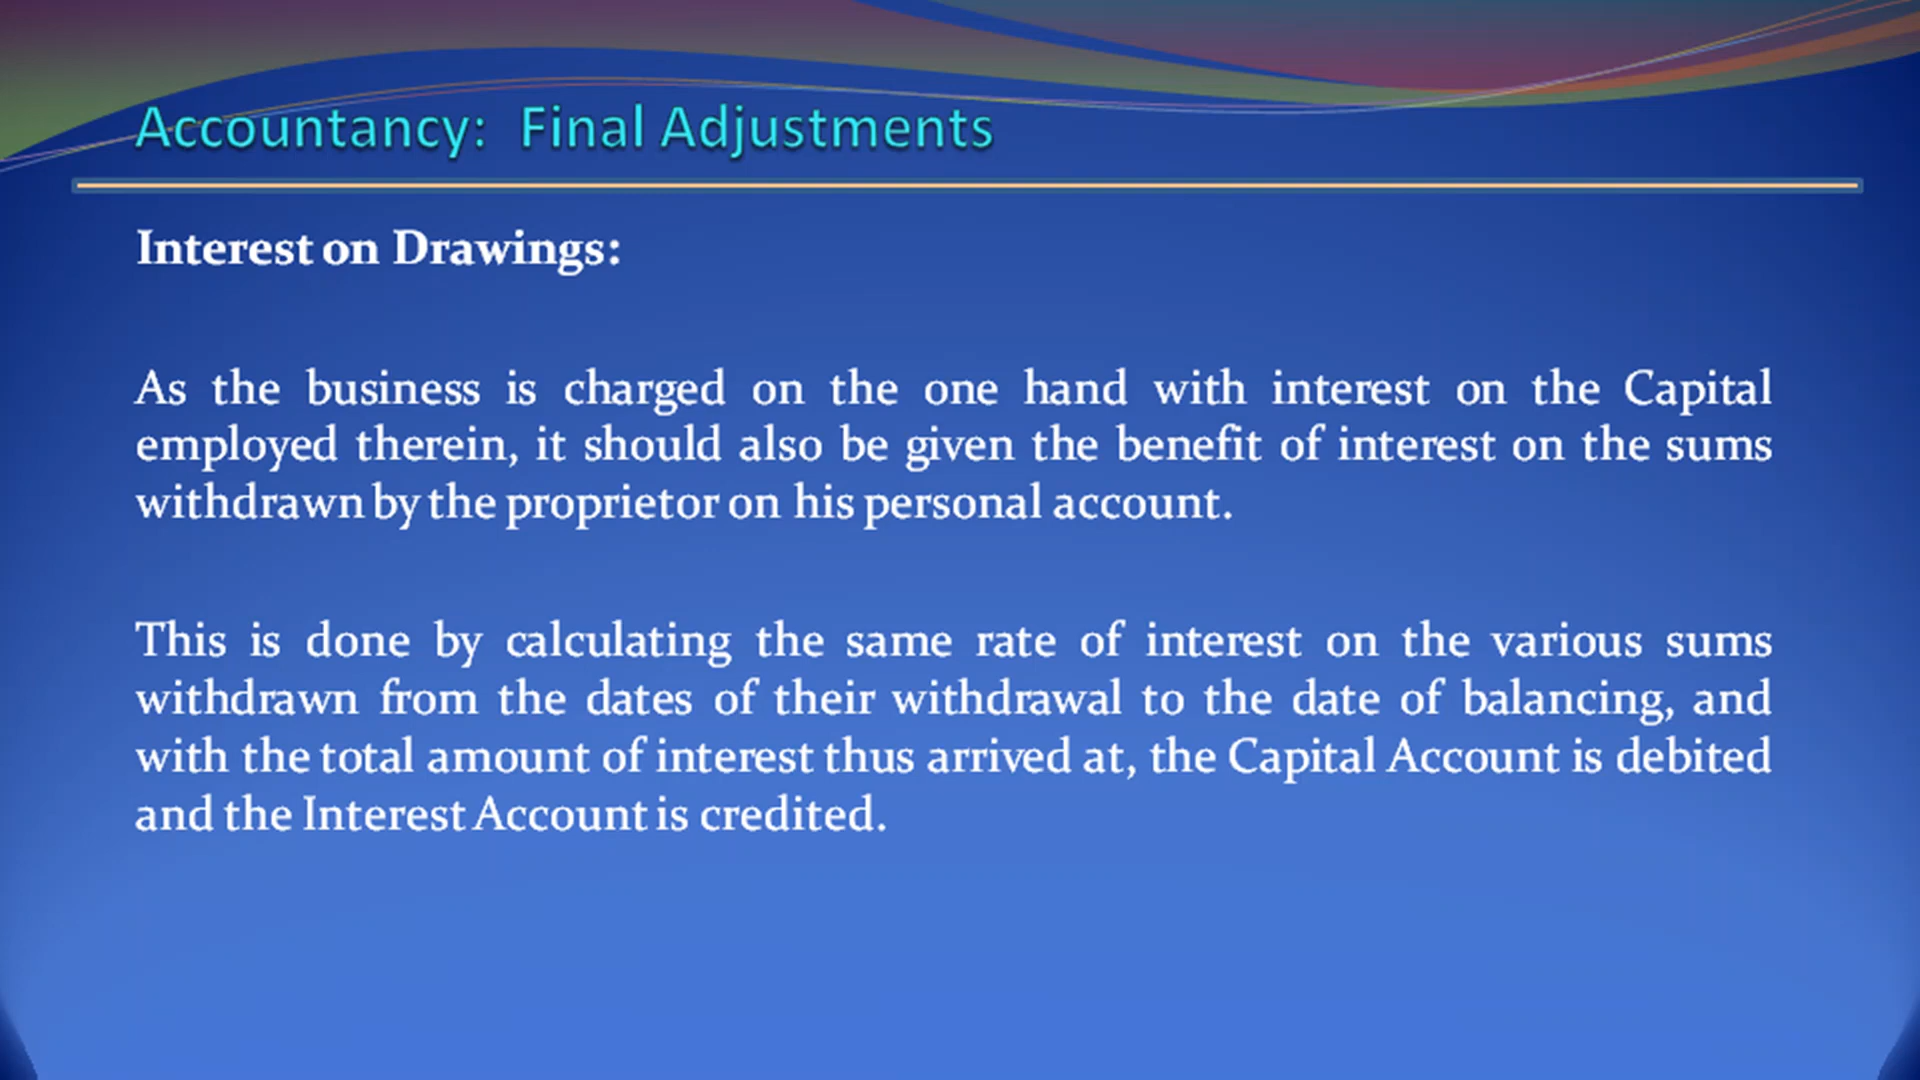 Accountancy: Final Adjustments
Interest on Drawings:
As the business is charged on the one hand with interest on the Capital
employed therein, it should also be given the benefit of interest on the sums
withdrawn by the proprietor on his personal account.
This is done by calculating the same rate of interest on the various sums
withdrawn from the dates of their withdrawal to the date of balancing, and
with the total amount of interest thus arrived at, the Capital Account is debited
and the Interest Account is credited.